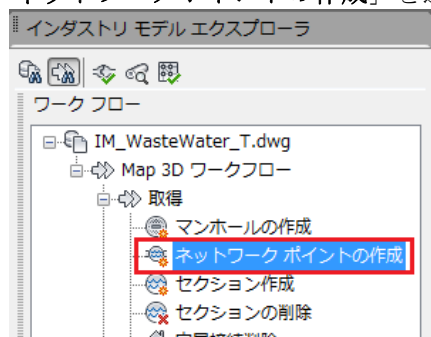 インダストリ モデル エクスプローラ
ワーク フロー
IM_WasteWater_T.dwg
Map 3D ワークフロー
取得
マンホールの作成
ネットワーク ポイントの作成
セクション作成
セクションの削除